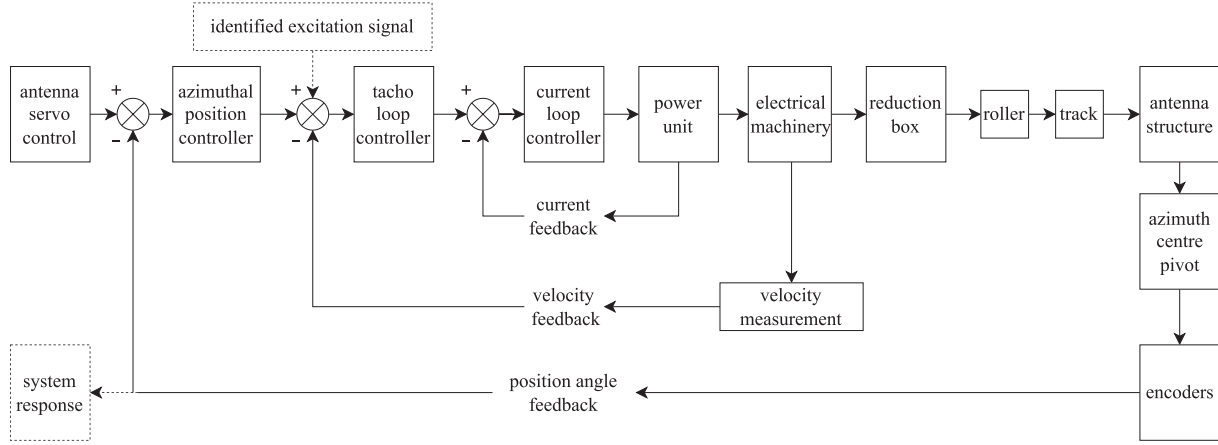 identified excitation signal
antenna
servo
control
+
−
azimuthal
position
controller
+
−
tacho
loop
controller
+
−
current
loop
controller
power
unit
electrical
machinery
reduction
box
roller
track
antenna
structure
current
feedback
azimuth
centre
pivot
velocity
feedback
velocity
measurement
system
response
position angle
feedback
encoders